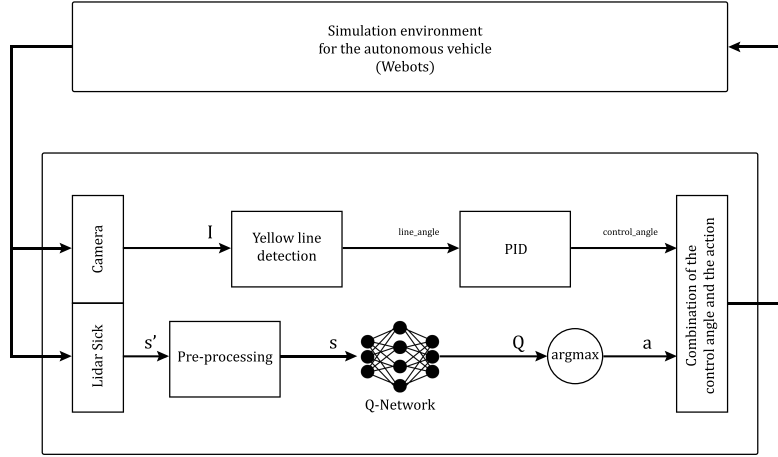 Simulation environment
for the autonomous vehicle
(Webots)
Camera
I
Yellow line
detection
line_angle
PID
control_angle
Combination of the
control angle and the action
Lidar Sick
s'
Pre-processing
s
Q-Network
Q
argmax
a